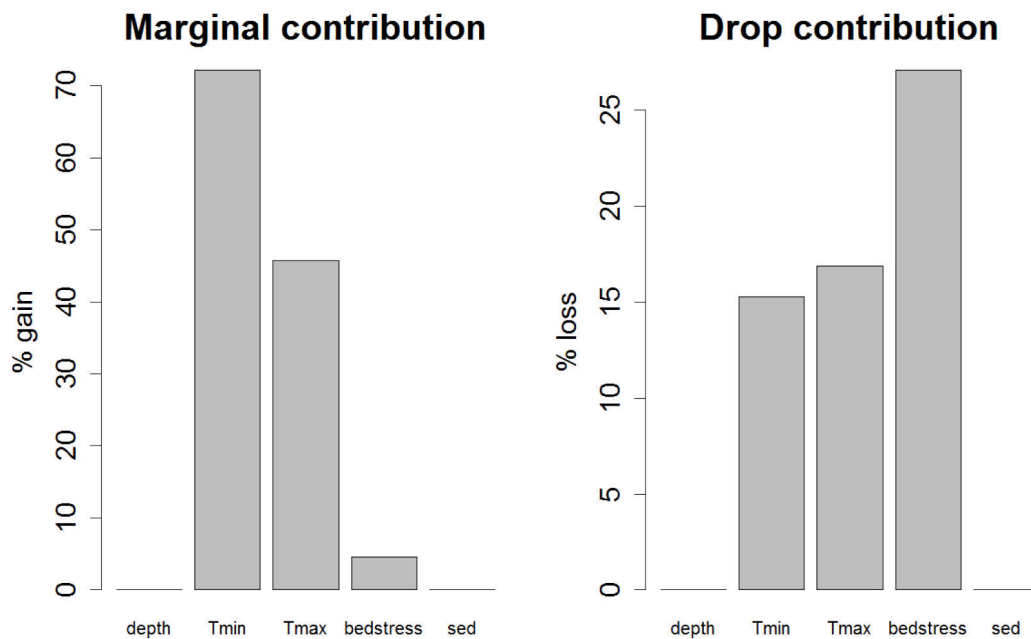 Marginal contribution
% gain
70
60
50
40
30
20
10
0
depth Tmin Tmax bedstress sed
Drop contribution
% loss
25
20
15
10
5
0
depth Tmin Tmax bedstress sed